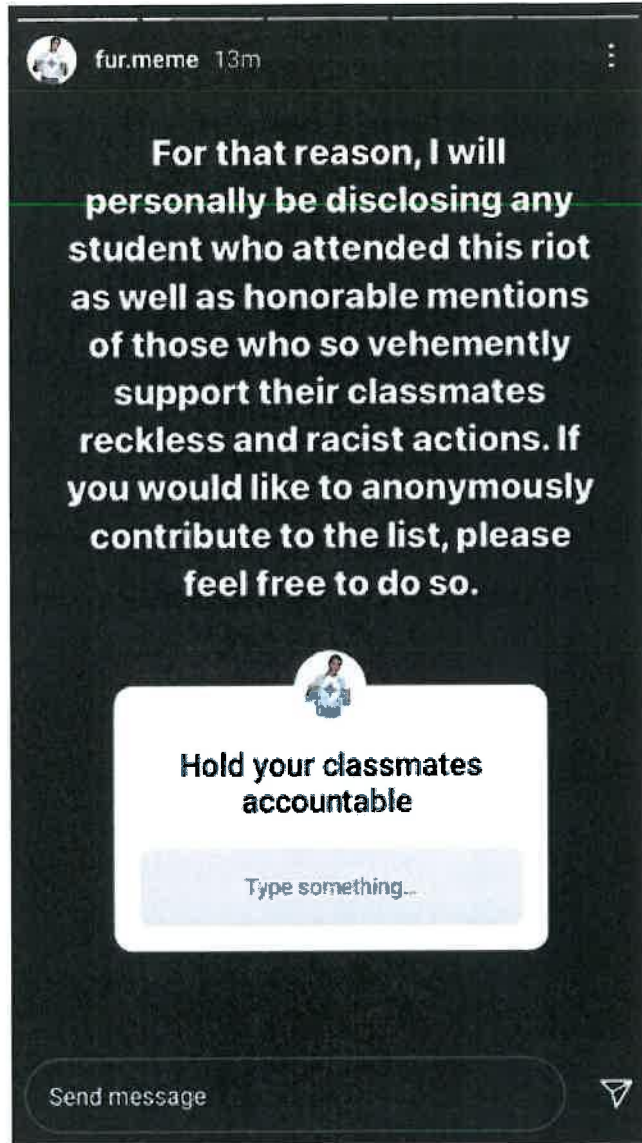 fur.meme 13m
For that reason, I will
personally be disclosing any
student who attended this riot
as well as honorable mentions
of those who so vehemently
support their classmates
reckless and racist actions. If
you would like to anonymously
contribute to the list, please
feel free to do so.
Hold your classmates
accountable
Type something...
Send message